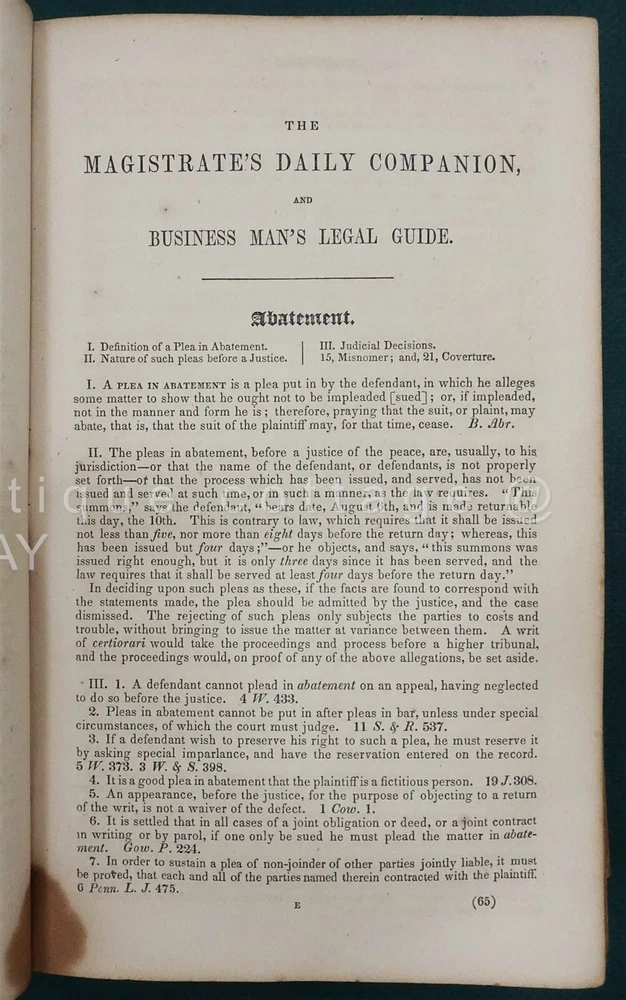 THE
MAGISTRATE'S DAILY COMPANION,
AND
BUSINESS MAN'S LEGAL GUIDE.
Abatement.
I. Definition of a Plea in Abatement.
II. Nature of such pleas before a Justice.
III. Judicial Decisions.
15, Misnomer; and, 21, Coverture.
I. A PLEA IN ABATEMENT is a plea put in by the defendant, in which he alleges
some matter to show that he ought not to be impleaded [sued]; or, if impleaded,
not in the manner and form he is; therefore, praying that the suit, or plaint, may
abate, that is, that the suit of the plaintiff may, for that time, cease. B. Abr.
II. The pleas in abatement, before a justice of the peace, are, usually, to his
jurisdiction—or that the name of the defendant, or defendants, is not properly
set forth—or that the process which has been issued, and served, has not been
issued and served at such time, or in such a manner, as the law requires. "This
summons," says the defendant, "bears date, August 6th, and is made returnable
this day, the 10th. This is contrary to law, which requires that it shall be issued
not less than five, nor more than eight days before the return day; whereas, this
has been issued but four days;"—or he objects, and says, "this summons was
issued right enough, but it is only three days since it has been served, and the
law requires that it shall be served at least four days before the return day."
In deciding upon such pleas as these, if the facts are found to correspond with
the statements made, the plea should be admitted by the justice, and the case
dismissed. The rejecting of such pleas only subjects the parties to costs and
trouble, without bringing to issue the matter at variance between them. A writ
of certiorari would take the proceedings and process before a higher tribunal,
and the proceedings would, on proof of any of the above allegations, be set aside.
III. 1. A defendant cannot plead in abatement on an appeal, having neglected
to do so before the justice. 4 W. 433.
2. Pleas in abatement cannot be put in after pleas in bar, unless under special
circumstances, of which the court must judge. 11 S. & R. 537.
3. If a defendant wish to preserve his right to such a plea, he must reserve it
by asking special imparlance, and have the reservation entered on the record.
5 W. 373. 3 W. & S. 398.
4. It is a good plea in abatement that the plaintiff is a fictitious person. 19 J. 308.
5. An appearance, before the justice, for the purpose of objecting to a return
of the writ, is not a waiver of the defect. 1 Cow. 1.
6. It is settled that in all cases of a joint obligation or deed, or a joint contract
in writing or by parol, if one only be sued he must plead the matter in abate-
ment. Gow. P. 224.
7. In order to sustain a plea of non-joinder of other parties jointly liable, it must
be proved, that each and all of the parties named therein contracted with the plaintiff.
6 Penn. L. J. 475.
E
(65)